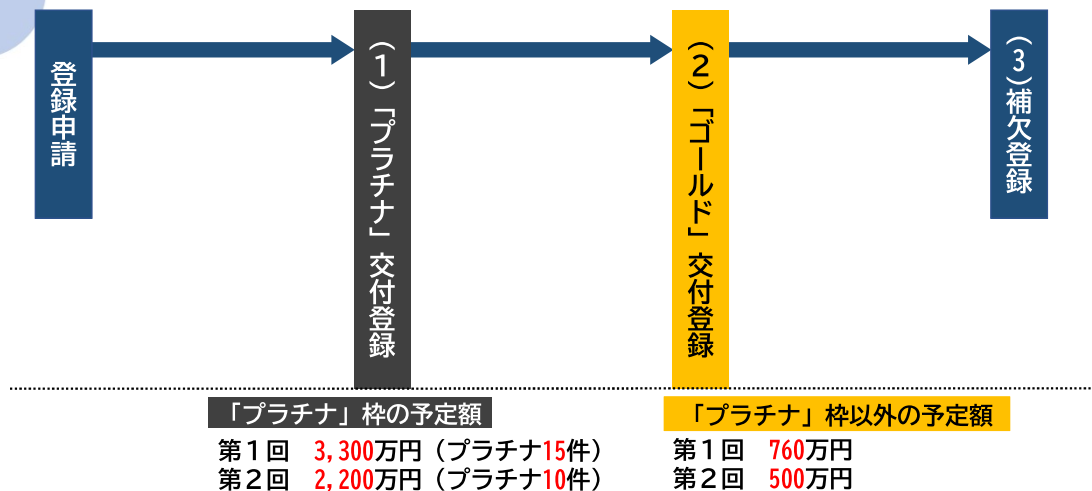 登録申請
（１）「プラチナ」交付登録
（２）「ゴールド」交付登録
（３）補欠登録
「プラチナ」枠の予定額
第１回　3,300万円（プラチナ15件）
第２回　2,200万円（プラチナ10件）
「プラチナ」枠以外の予定額
第１回　760万円
第２回　500万円